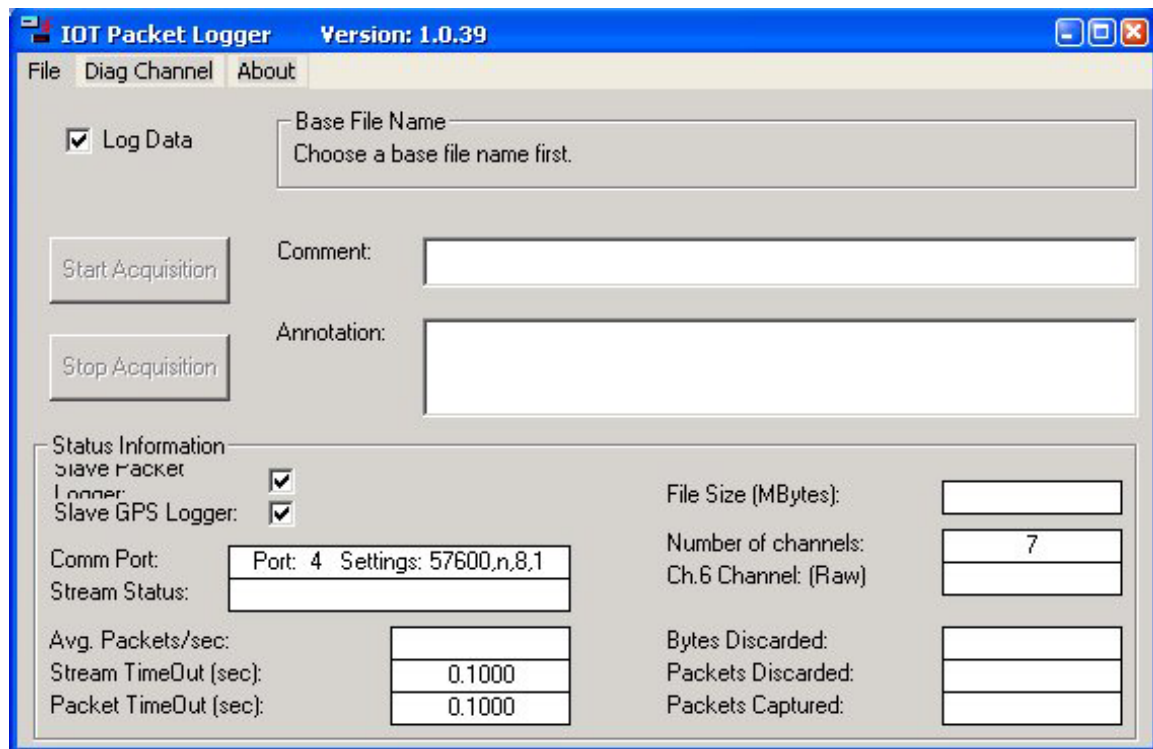 IOT Packet Logger Version: 1.0.39
File Diag Channel About
Log Data
Base File Name
Choose a base file name first.
Start Acquisition
Comment:
Stop Acquisition
Annotation:
Status Information
Slave Packet
Logger:
Slave GPS Logger:
Comm Port: Port: 4 Settings: 57600,n,8,1
Stream Status:
Avg. Packets/sec:
Stream TimeOut (sec): 0.1000
Packet TimeOut (sec): 0.1000
File Size (MBytes):
Number of channels: 7
Ch.6 Channel: (Raw)
Bytes Discarded:
Packets Discarded:
Packets Captured: